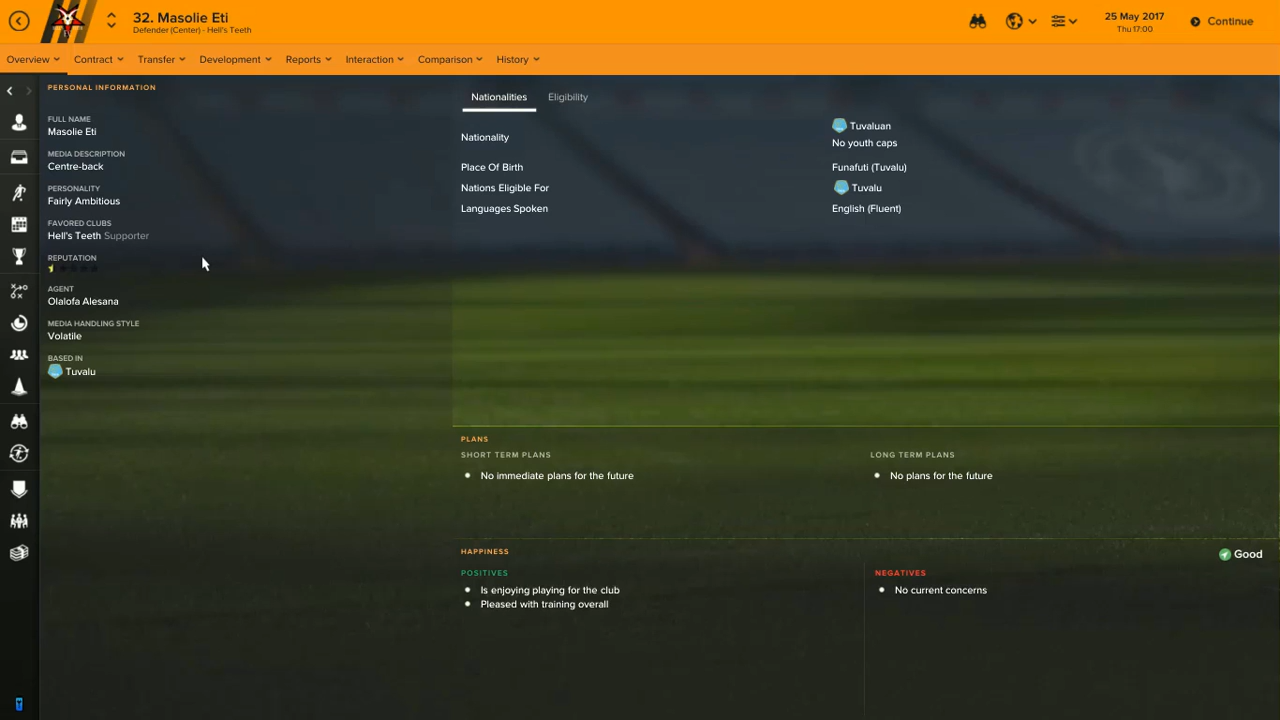 32. Masolie Eti
Defender (Center) - Hell's Teeth
25 May 2017
Thu 17:00
Continue
Overview
Contract
Transfer
Development
Reports
Interaction
Comparison
History
PERSONAL INFORMATION
FULL NAME
Masolie Eti
MEDIA DESCRIPTION
Centre-back
PERSONALITY
Fairly Ambitious
FAVORED CLUBS
Hell's Teeth Supporter
REPUTATION
AGENT
Olalofa Alesana
MEDIA HANDLING STYLE
Volatile
BASED IN
Tuvalu
Nationalities Eligibility
Nationality
Tuvaluan
No youth caps
Place Of Birth Funafuti (Tuvalu)
Nations Eligible For Tuvalu
Languages Spoken English (Fluent)
PLANS
SHORT TERM PLANS
No immediate plans for the future
LONG TERM PLANS
No plans for the future
HAPPINESS
Good
POSITIVES
Is enjoying playing for the club
Pleased with training overall
NEGATIVES
No current concerns